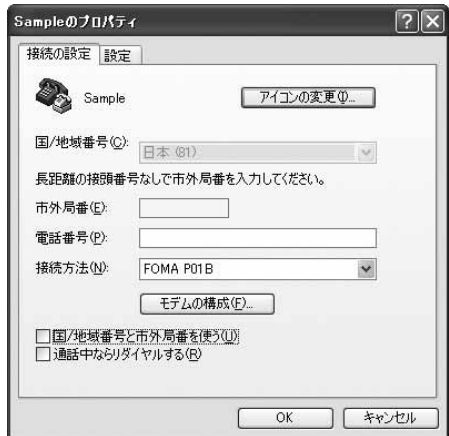 Sampleのプロパティ
接続の設定 設定
Sample
アイコンの変更(I)...
国/地域番号(C):
日本 (81)
長距離の接頭番号なしで市外局番を入力してください。
市外局番(E):
電話番号(P):
接続方法(N):
FOMA P01B
モデムの構成(F)...
国/地域番号と市外局番を使う(U)
通話中ならリダイヤルする(R)
OK キャンセル